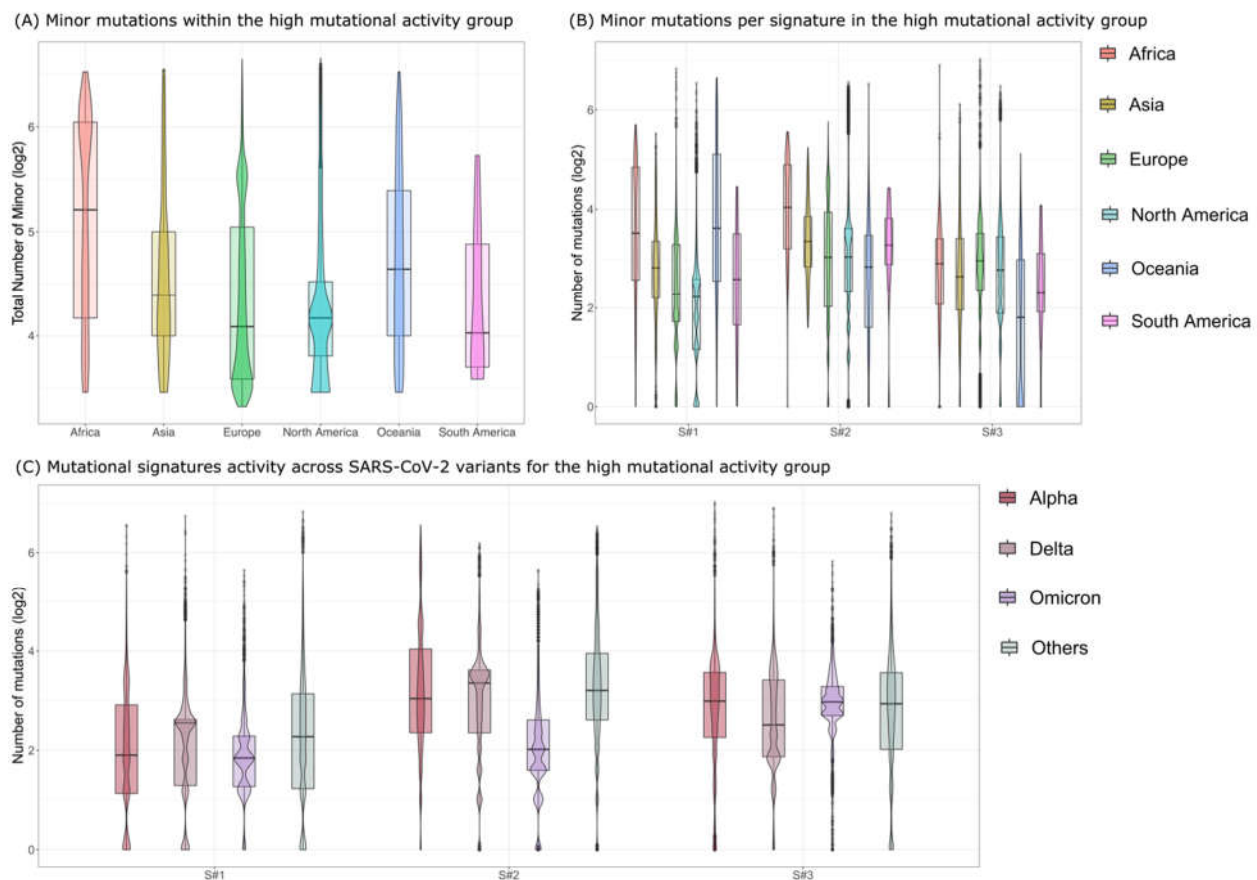 (A) Minor mutations within the high mutational activity group
(B) Minor mutations per signature in the high mutational activity group
Total Number of Minor (log2)
6
5
4
Africa
Asia
Europe
North America
Oceania
South America
Number of mutations (log2)
6
4
2
0
S#1
S#2
S#3
Africa
Asia
Europe
North America
Oceania
South America
(C) Mutational signatures activity across SARS-CoV-2 variants for the high mutational activity group
Number of mutations (log2)
6
4
2
0
S#1
S#2
S#3
Alpha
Delta
Omicron
Others